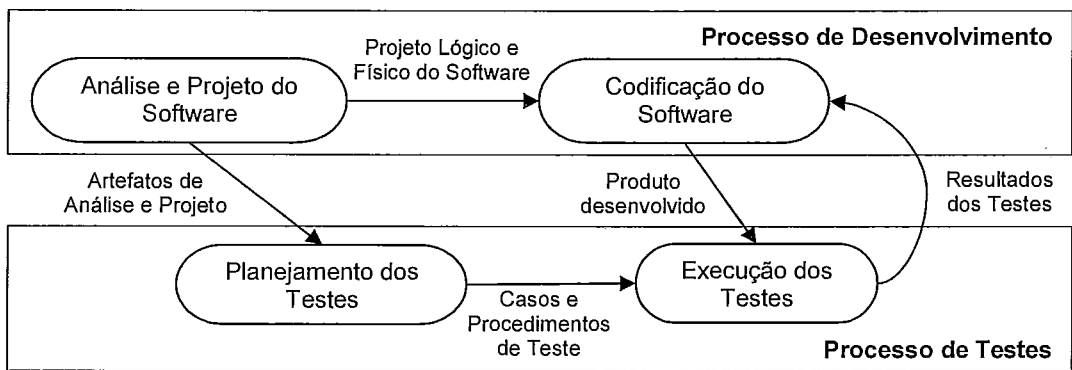 Processo de Desenvolvimento
Projeto Lógico e
Físico do Software
Análise e Projeto do
Software
Codificação do
Software
Artefatos de
Análise e Projeto
Produto
desenvolvido
Resultados
dos Testes
Planejamento dos
Testes
Execução dos
Testes
Casos e
Procedimentos
de Teste
Processo de Testes